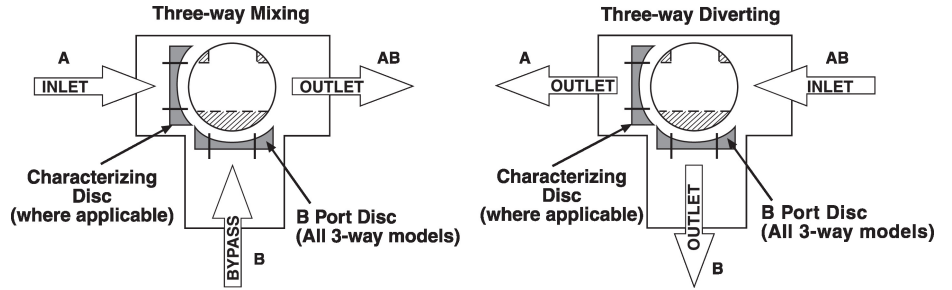 Three-way Mixing
A
INLET
AB
OUTLET
Characterizing
Disc
(where applicable)
B Port Disc
(All 3-way models)
BYPASS
B
Three-way Diverting
A
OUTLET
AB
INLET
Characterizing
Disc
(where applicable)
B Port Disc
(All 3-way models)
OUTLET
B